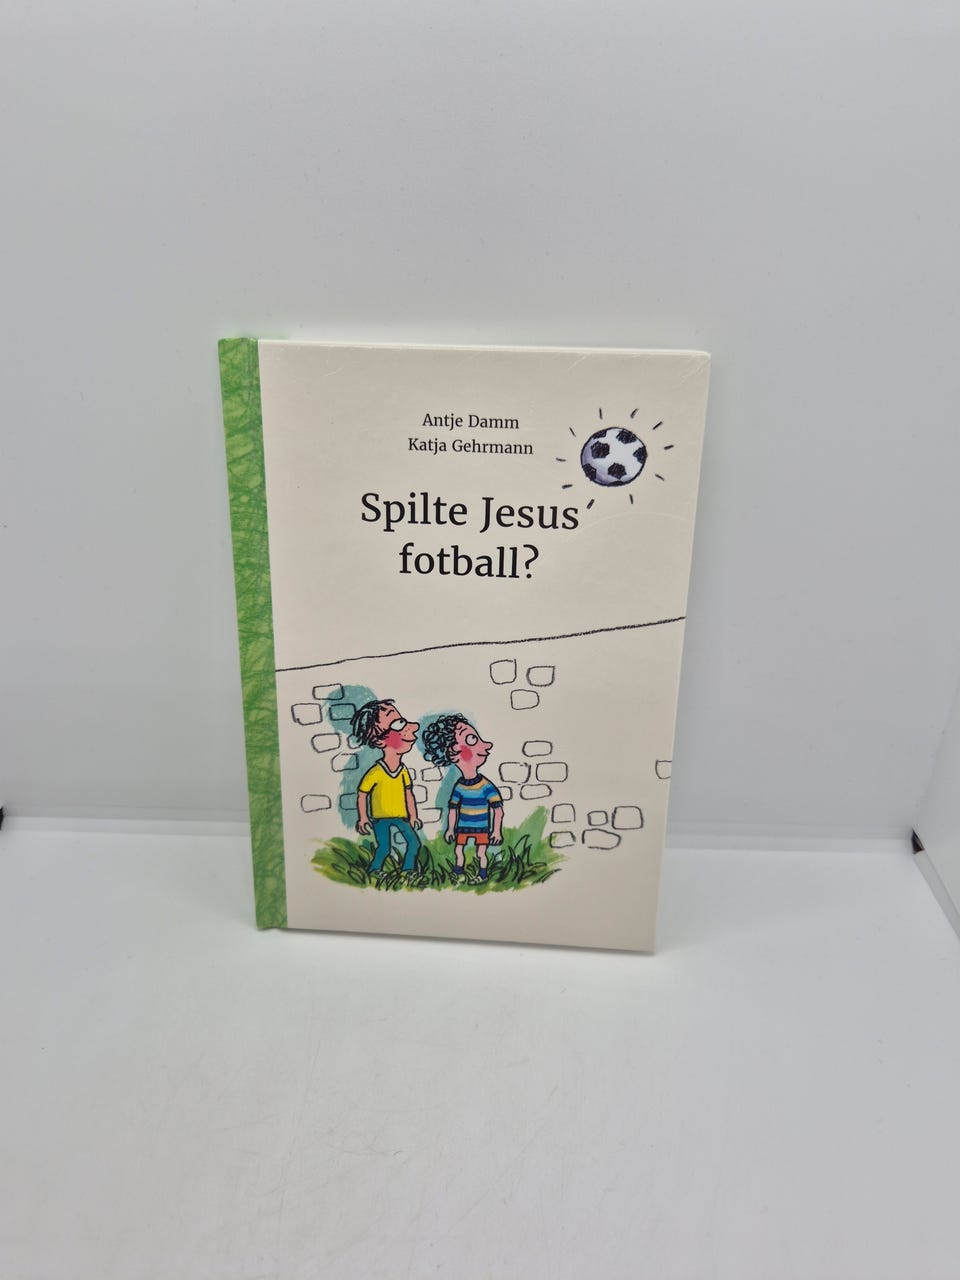 Antje Damm
Katja Gehrmann
Spilte Jesus
fotball?